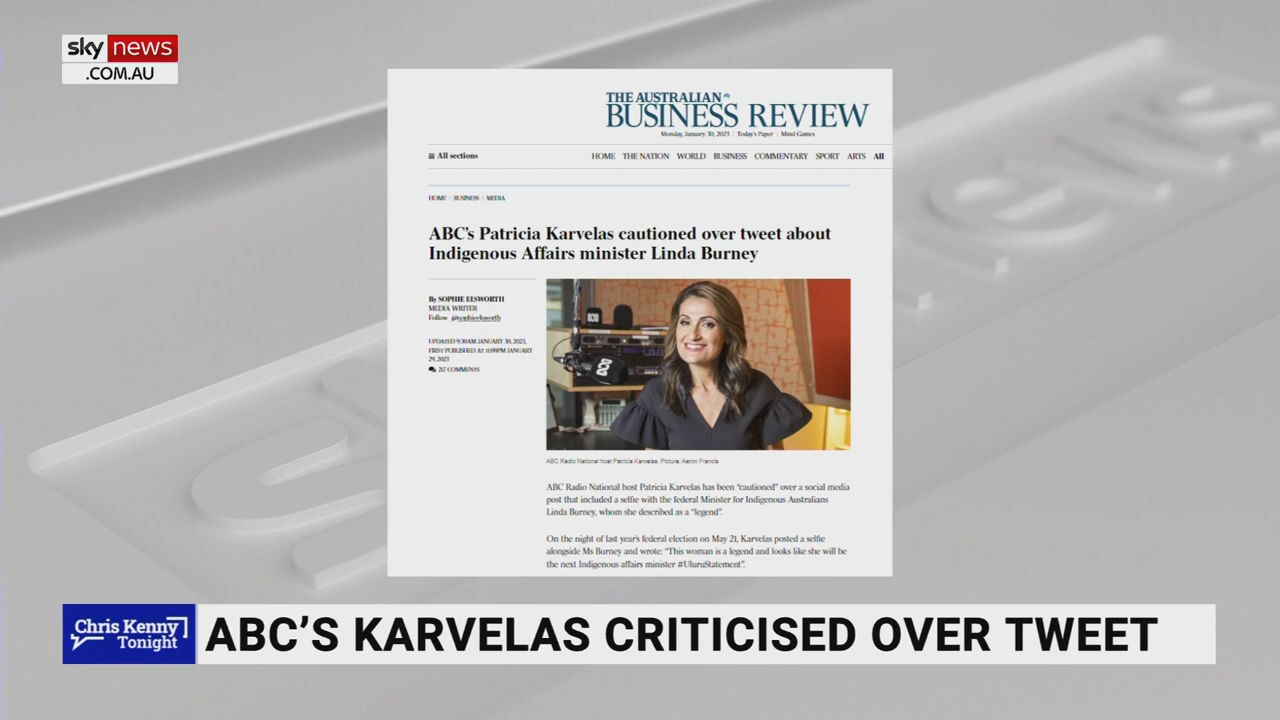 sky news
.COM.AU
THE AUSTRALIAN
BUSINESS REVIEW
Monday, January 30, 2023 | Today's Paper | Mind Games
All sections
HOME THE NATION WORLD BUSINESS COMMENTARY SPORT ARTS All
HOME / BUSINESS / MEDIA
ABC's Patricia Karvelas cautioned over tweet about
Indigenous Affairs minister Linda Burney
By SOPHIE ELSWORTH
MEDIA WRITER
Follow @sophieelsworth
UPDATED 9:30AM JANUARY 30, 2023,
FIRST PUBLISHED AT 11:09PM JANUARY
29, 2023
217 COMMENTS
ABC Radio National host Patricia Karvelas. Picture: Aaron Francis
ABC Radio National host Patricia Karvelas has been "cautioned" over a social media
post that included a selfie with the federal Minister for Indigenous Australians
Linda Burney, whom she described as a "legend".
On the night of last year's federal election on May 21, Karvelas posted a selfie
alongside Ms Burney and wrote: "This woman is a legend and looks like she will be
the next Indigenous affairs minister #UluruStatement".
Chris Kenny
Tonight
ABC'S KARVELAS CRITICISED OVER TWEET